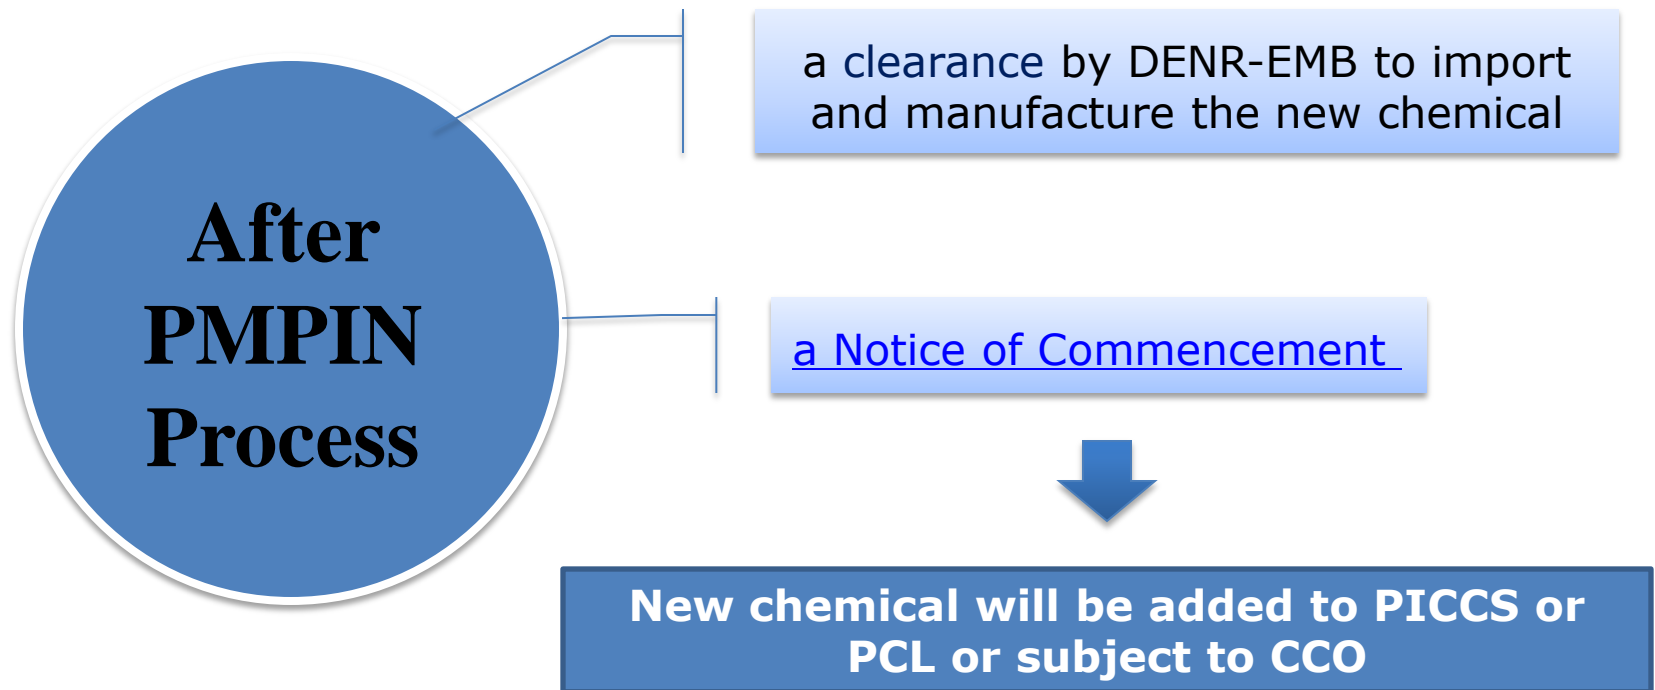 After
PMPIN
Process
a clearance by DENR-EMB to import
and manufacture the new chemical
a Notice of Commencement
New chemical will be added to PICCS or
PCL or subject to CCO